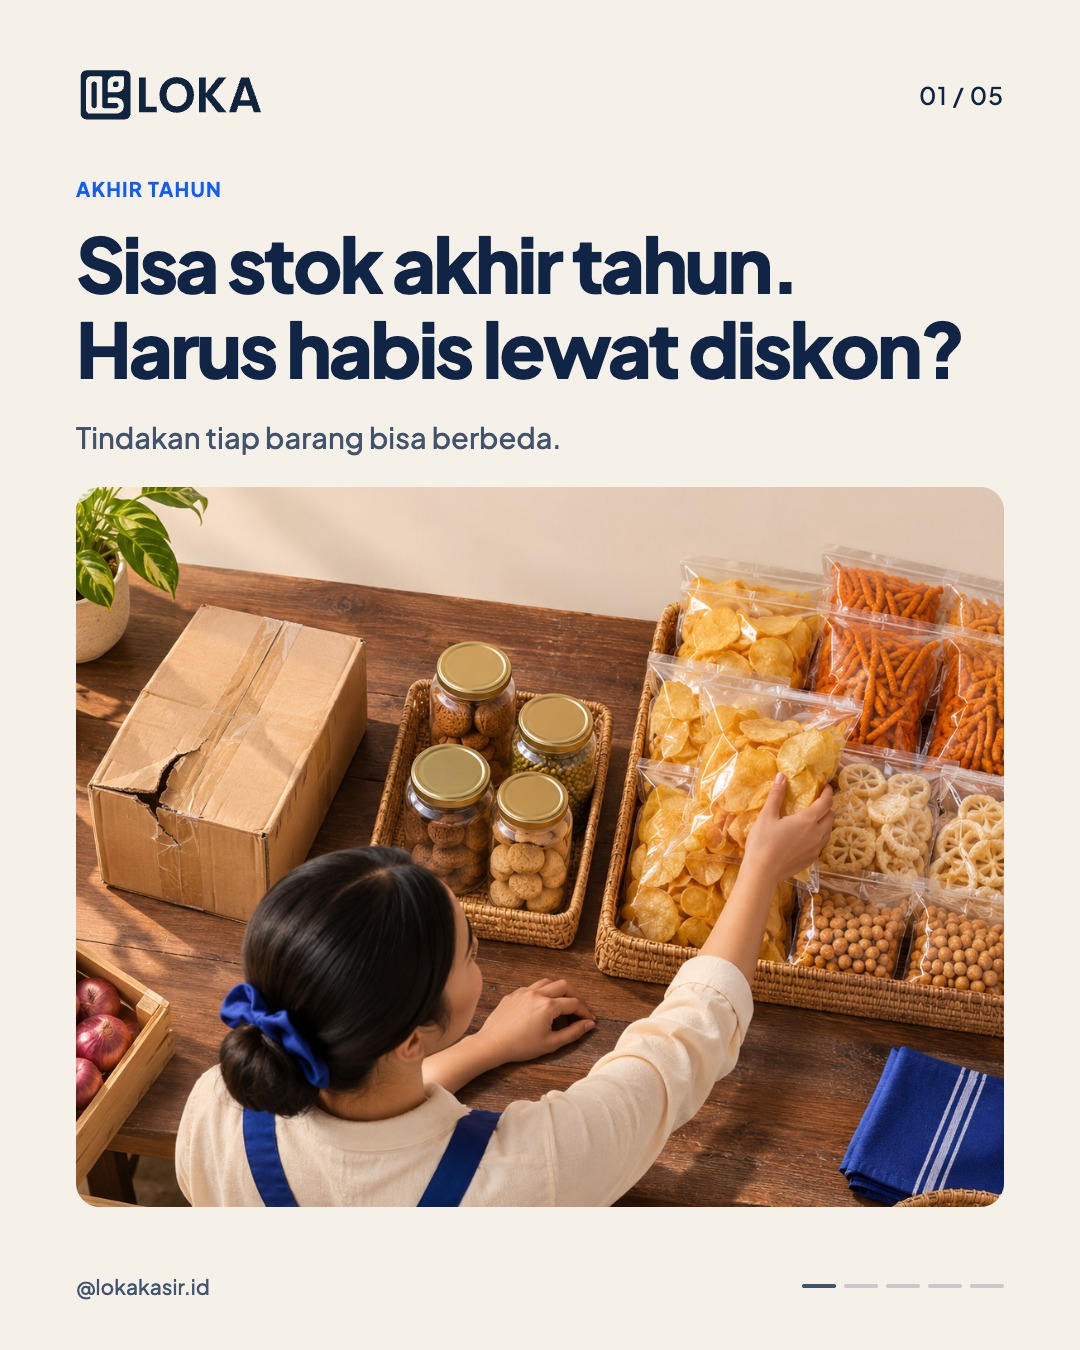 LOKA
01 / 05
AKHIR TAHUN
Sisa stok akhir tahun.
Harus habis lewat diskon?
Tindakan tiap barang bisa berbeda.
@lokakasir.id